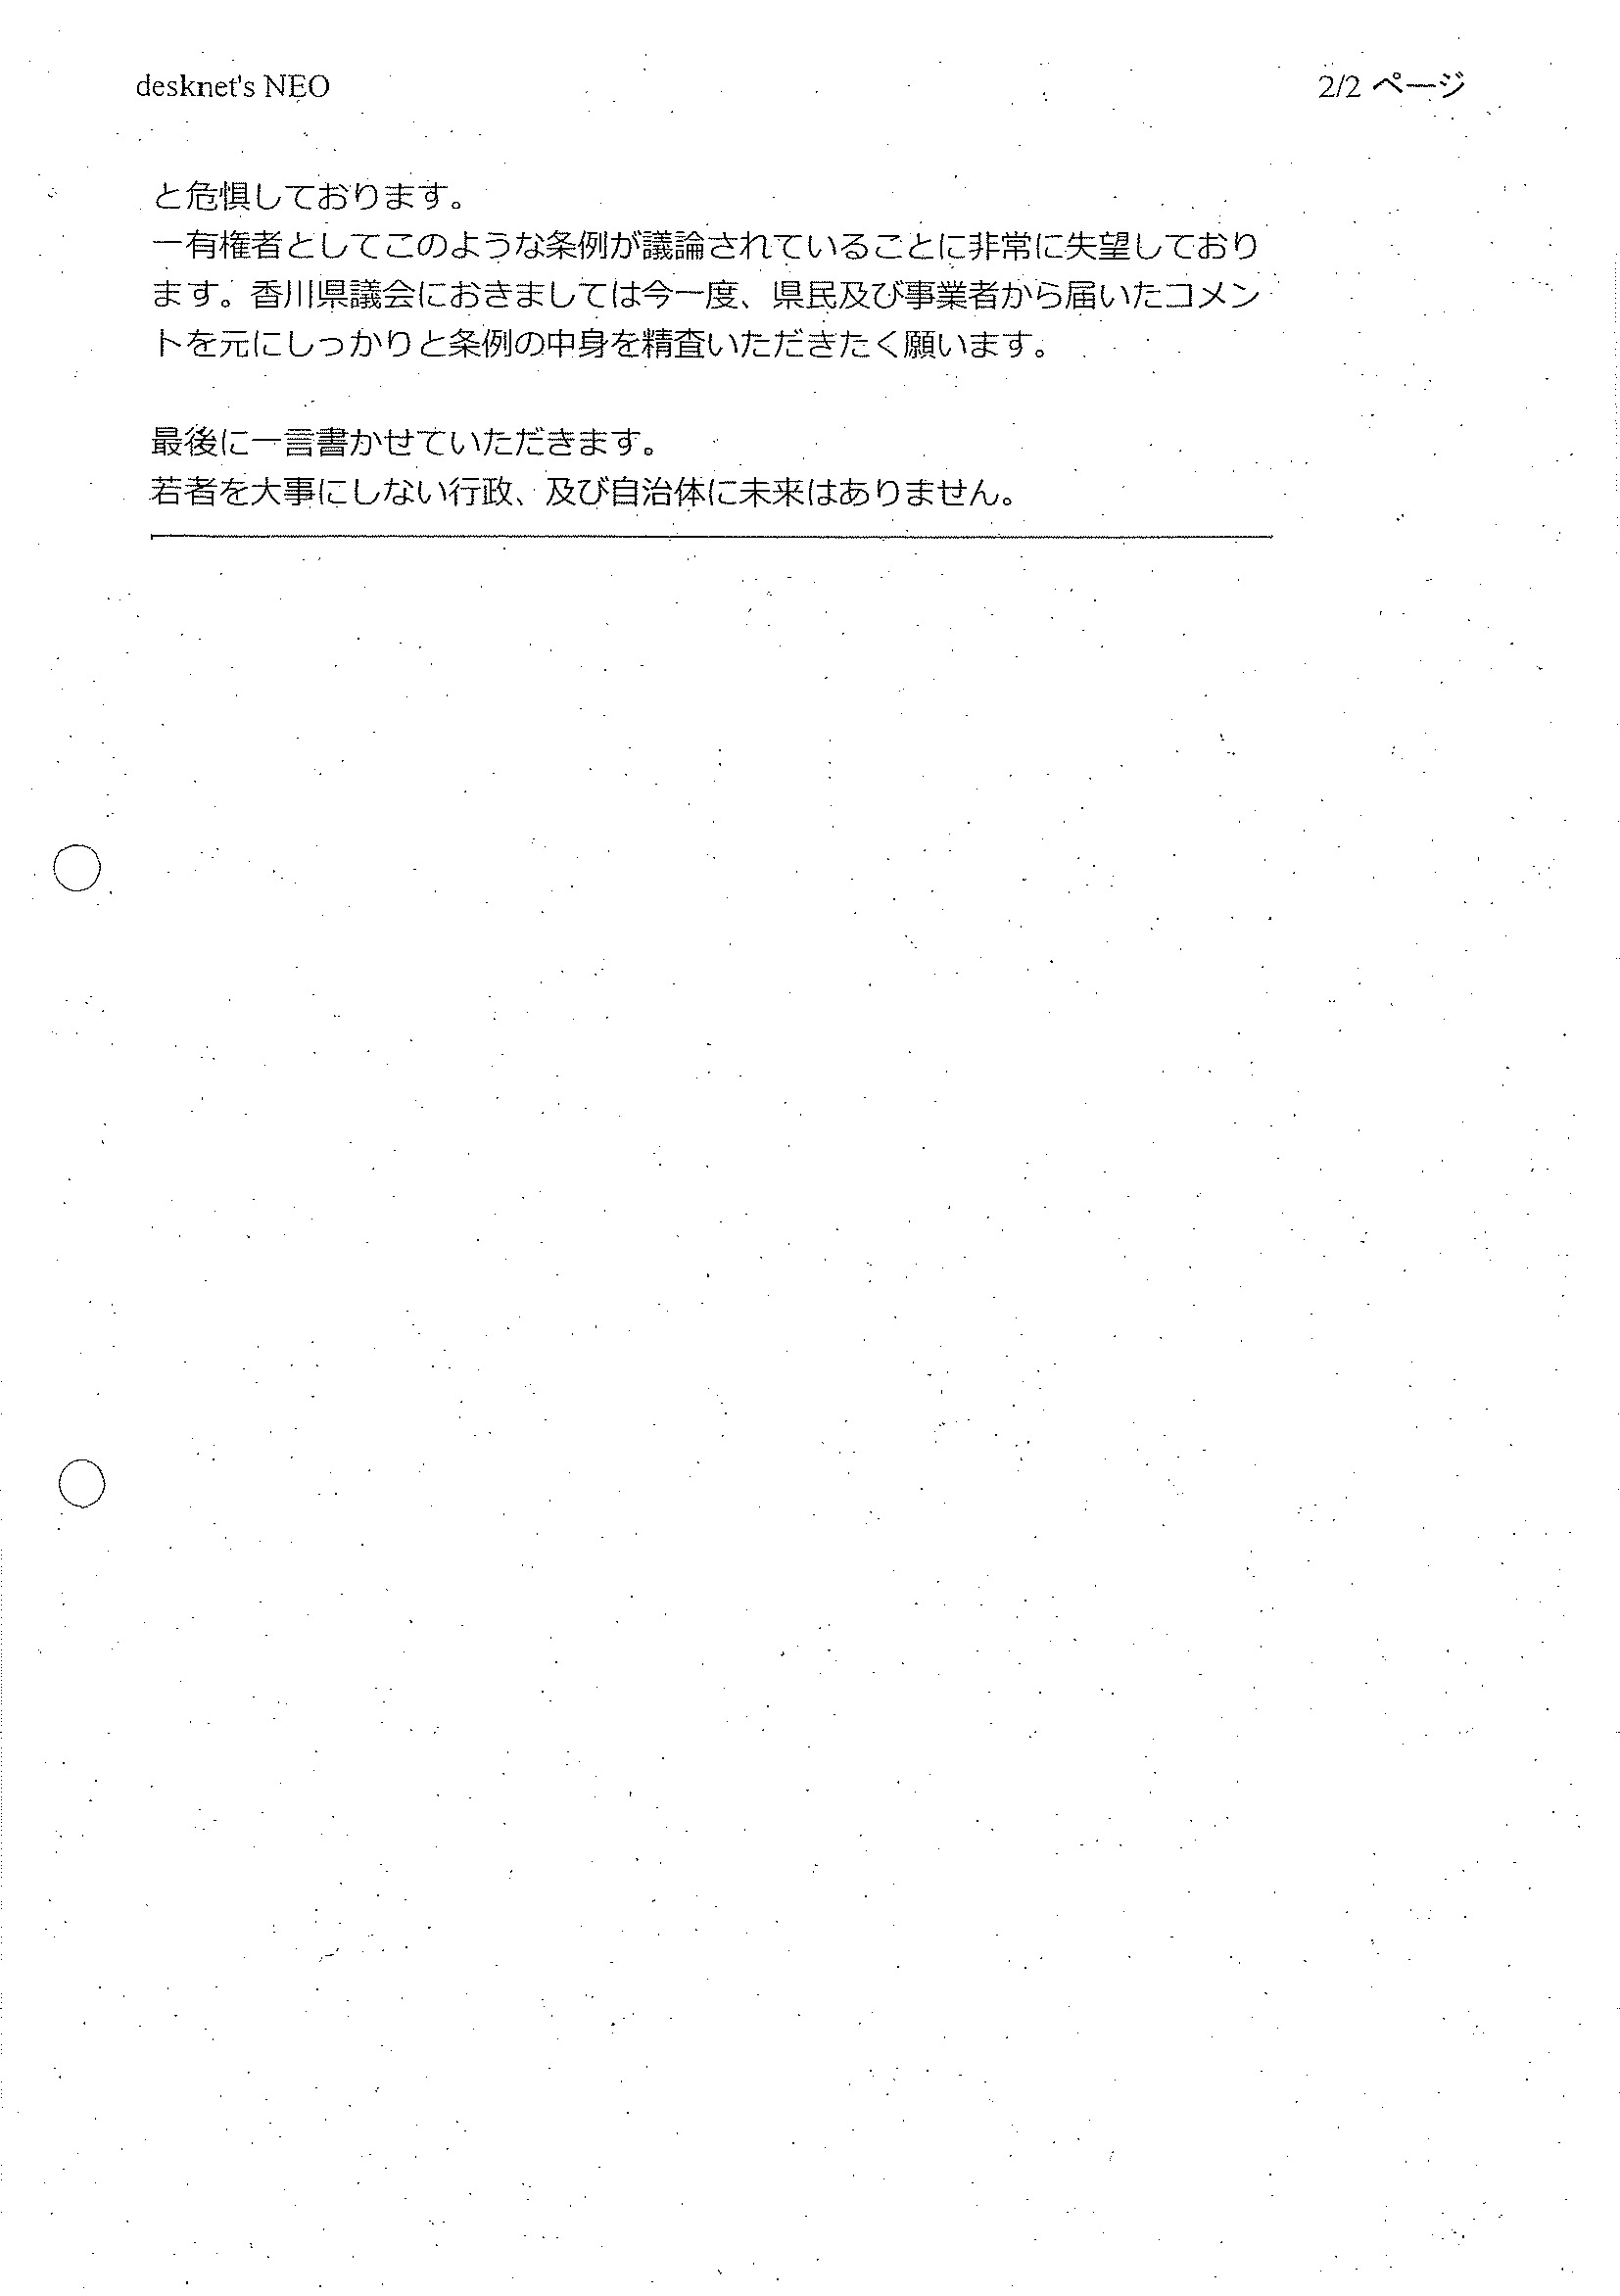 desknet's NEO
2/2 ページ
と危惧しております。
一有権者としてこのような条例が議論されていることに非常に失望しており
ます。香川県議会におきましては今一度、県民及び事業者から届いたコメン
トを元にしっかりと条例の中身を精査いただきたく願います。
最後に一言書かせていただきます。
若者を大事にしない行政、及び自治体に未来はありません。